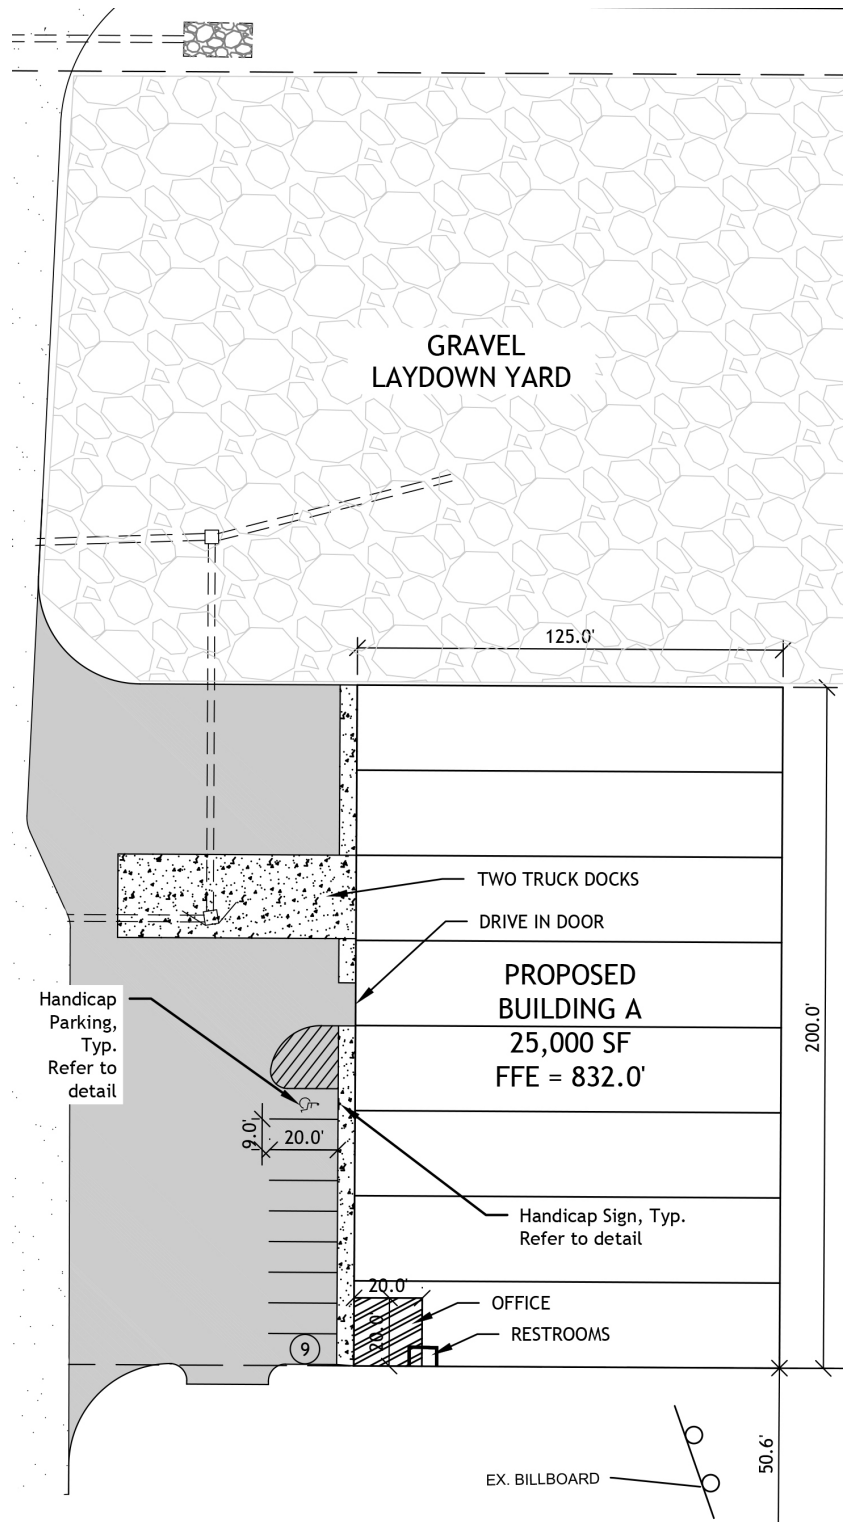 GRAVEL
LAYDOWN YARD
125.0'
TWO TRUCK DOCKS
DRIVE IN DOOR
PROPOSED
BUILDING A
25,000 SF
FFE = 832.0'
200.0'
Handicap
Parking,
Typ.
Refer to
detail
9.0'
20.0'
Handicap Sign, Typ.
Refer to detail
20.0'
20.0'
OFFICE
RESTROOMS
9
50.6'
EX. BILLBOARD